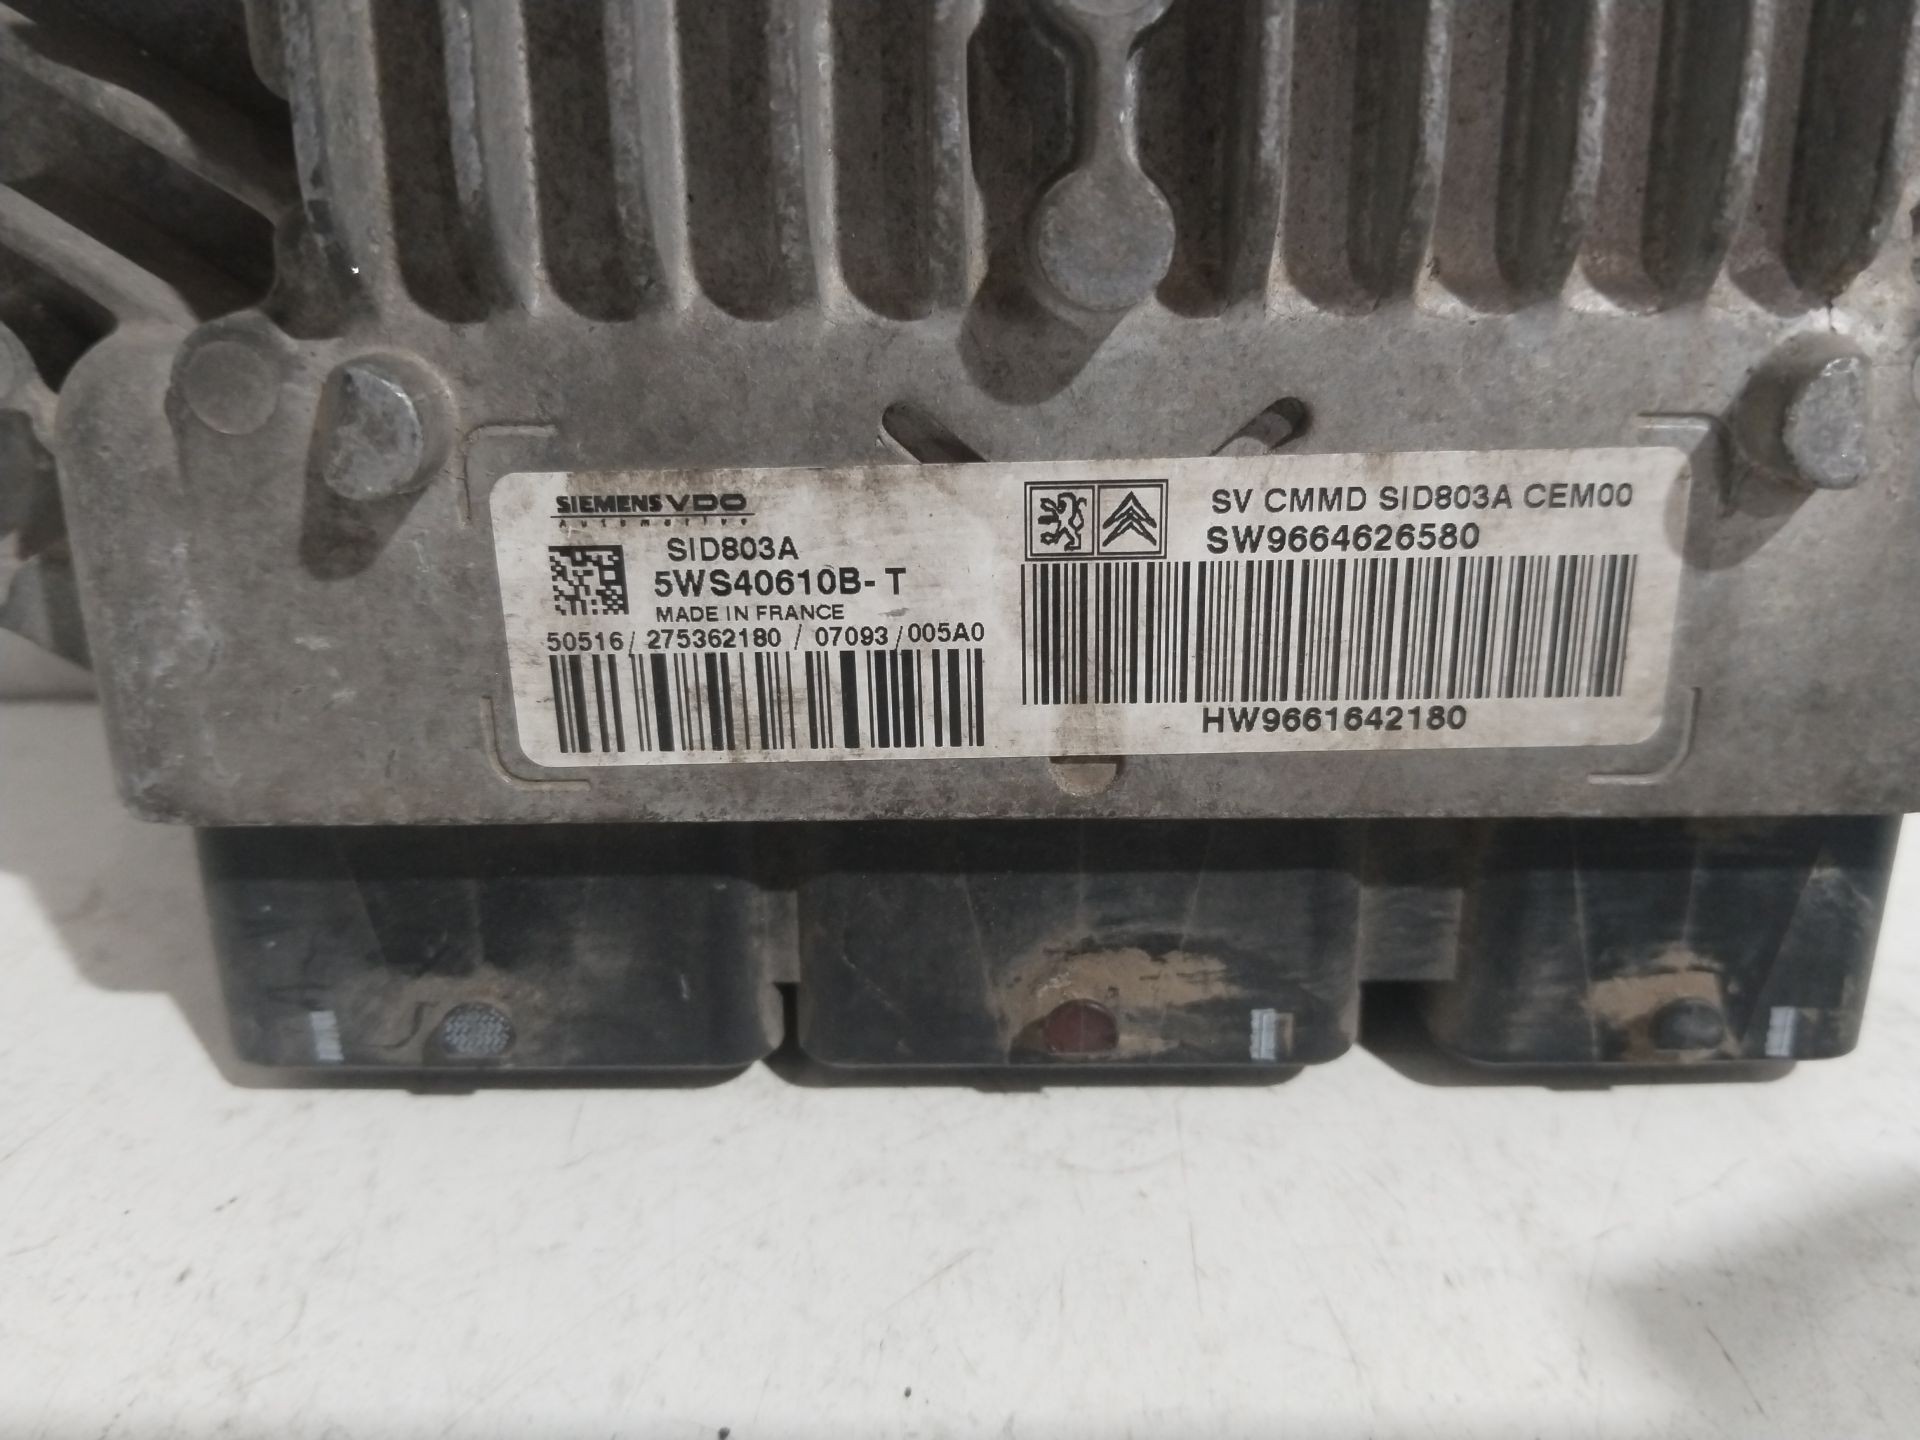 SIEMENS VDO
Automotive
SID803A
5WS40610B-T
MADE IN FRANCE
50516/275362180/07093/005A0
SV CMMD SID803A CEM00
SW9664626580
HW9661642180